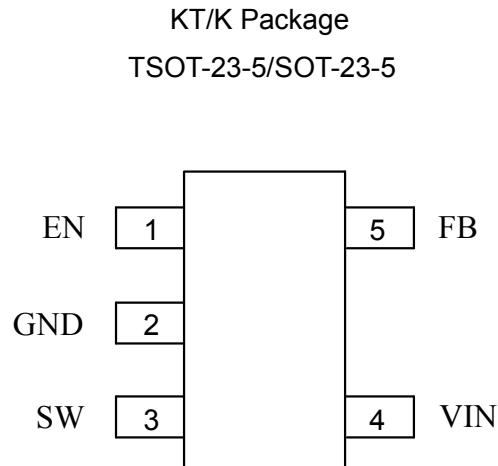 KT/K Package
TSOT-23-5/SOT-23-5
EN 1 5 FB
GND 2
SW 3 4 VIN